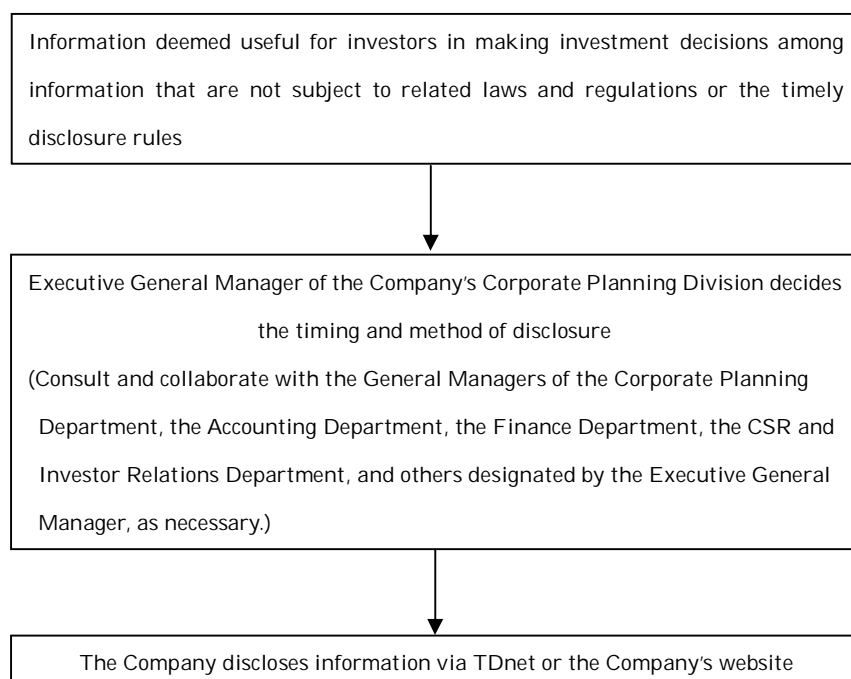 Information deemed useful for investors in making investment decisions among
information that are not subject to related laws and regulations or the timely
disclosure rules
Executive General Manager of the Company's Corporate Planning Division decides
the timing and method of disclosure
(Consult and collaborate with the General Managers of the Corporate Planning
Department, the Accounting Department, the Finance Department, the CSR and
Investor Relations Department, and others designated by the Executive General
Manager, as necessary.)
The Company discloses information via TDnet or the Company's website